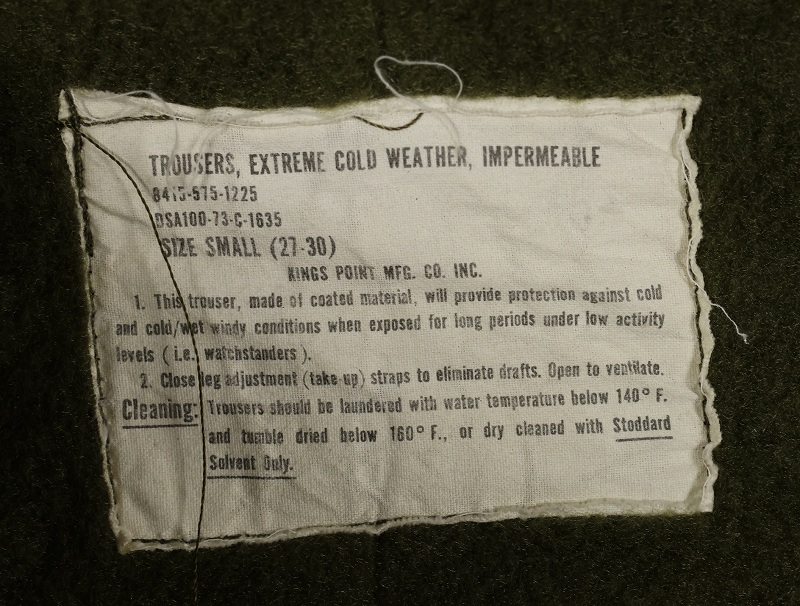 TROUSERS, EXTREME COLD WEATHER, IMPERMEABLE
8415-575-1225
DSA100-73-C-1635
SIZE SMALL (27-30)
KINGS POINT MFG. CO. INC.
1. This trouser, made of coated material, will provide protection against cold
and cold/wet windy conditions when exposed for long periods under low activity
levels ( i.e. watchstanders ).
2. Close leg adjustment (take-up) straps to eliminate drafts. Open to ventilate.
Cleaning: Trousers should be laundered with water temperature below 140° F.
and tumble dried below 160° F., or dry cleaned with Stoddard
Solvent Only.